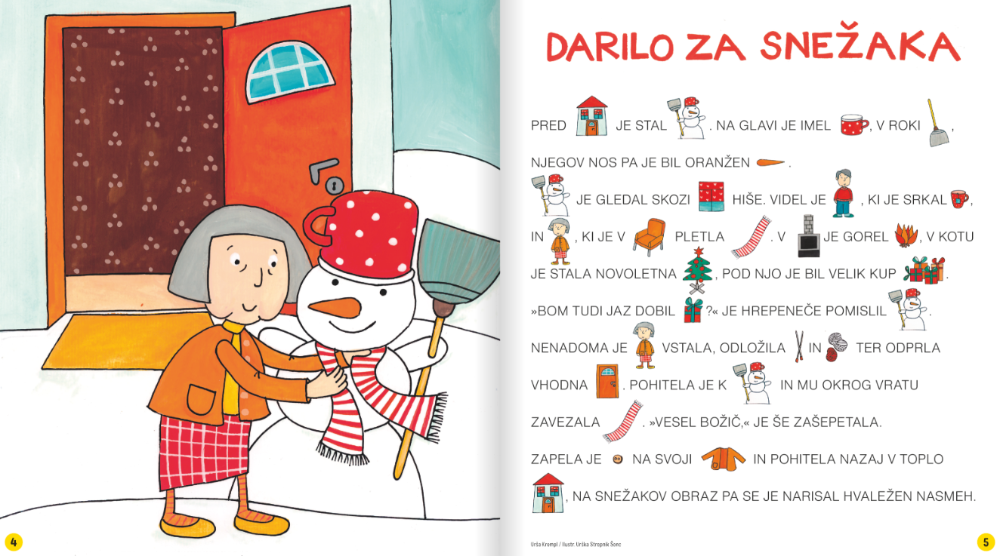 DARILO ZA SNEŽAKA
PRED JE STAL . NA GLAVI JE IMEL , V ROKI ,
NJEGOV NOS PA JE BIL ORANŽEN .
JE GLEDAL SKOZI HIŠE. VIDEL JE , KI JE SRKAL ,
IN , KI JE V PLETLA . V JE GOREL , V KOTU
JE STALA NOVOLETNA , POD NJO JE BIL VELIK KUP .
»BOM TUDI JAZ DOBIL ?« JE HREPENEČE POMISLIL .
NENADOMA JE VSTALA, ODLOŽILA IN TER ODPRLA
VHODNA . POHITELA JE K IN MU OKROG VRATU
ZAVEZALA . »VESEL BOŽIČ,« JE ŠE ZAŠEPETALA.
ZAPELA JE NA SVOJI IN POHITELA NAZAJ V TOPLO
, NA SNEŽAKOV OBRAZ PA SE JE NARISAL HVALEŽEN NASMEH.
Urša Krempl / Ilustr. Urška Stropnik Šonc
4
5